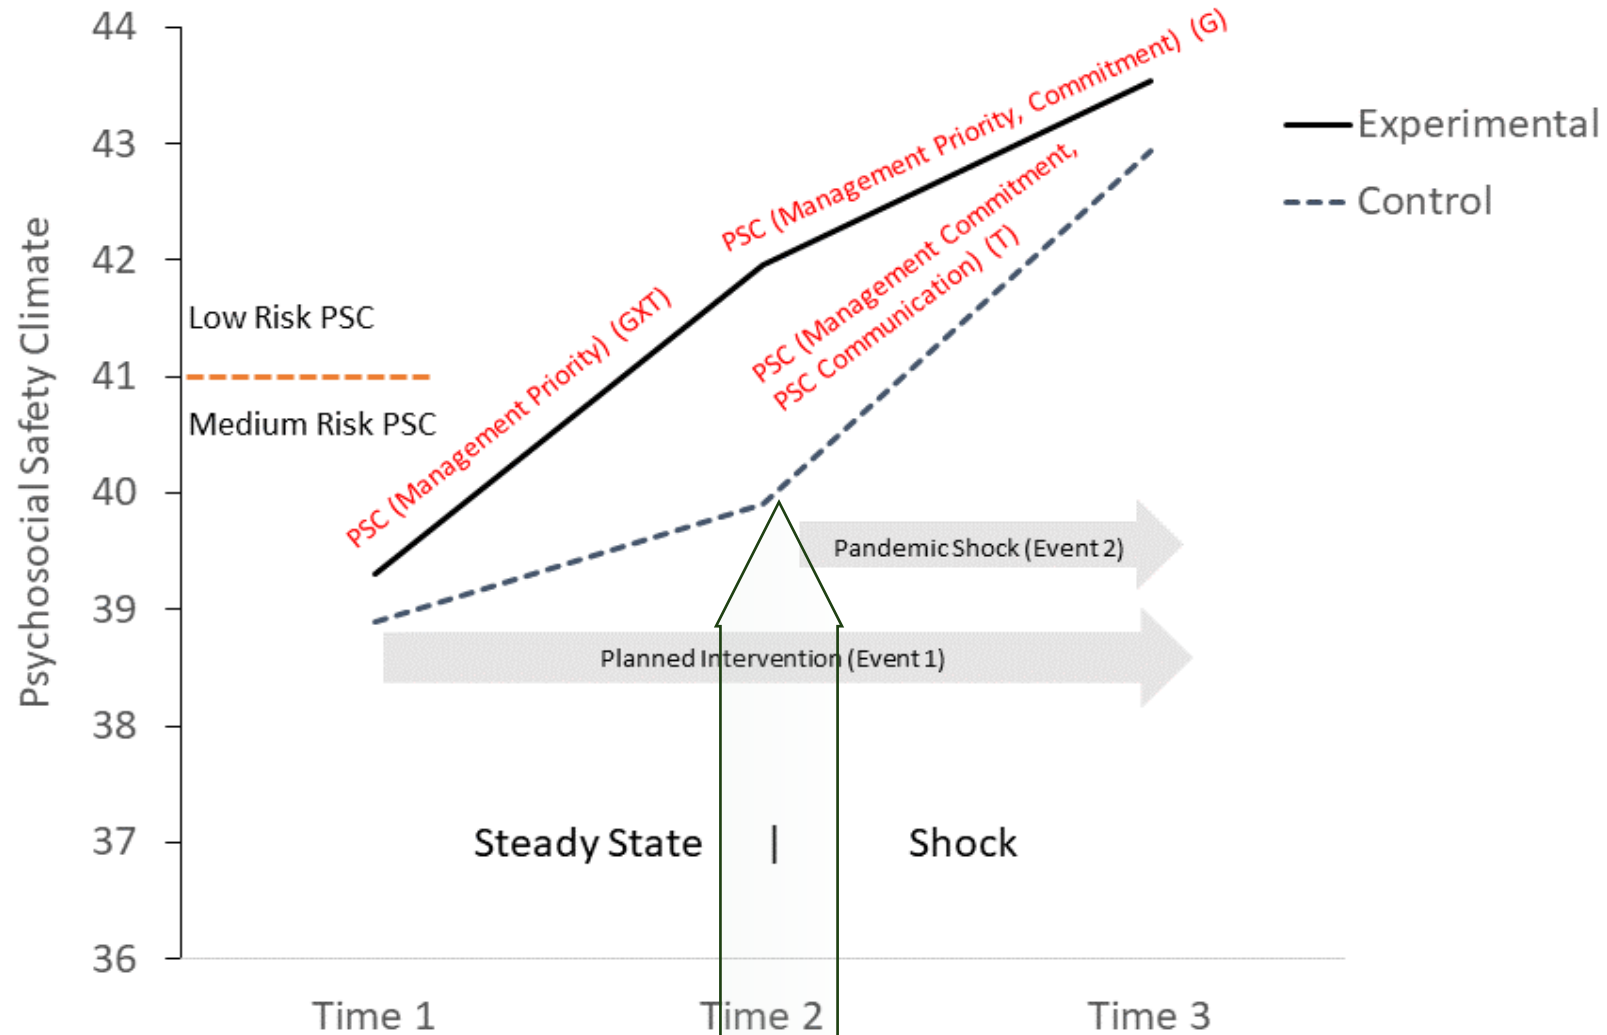 44
43
42
41
40
39
38
37
36
Psychosocial Safety Climate
Low Risk PSC
Medium Risk PSC
PSC (Management Priority) (GXT)
PSC (Management Priority, Commitment) (G)
PSC (Management Commitment,
PSC Communication) (T)
Experimental
Control
Pandemic Shock (Event 2)
Planned Intervention (Event 1)
Steady State | Shock
Time 1 Time 2 Time 3